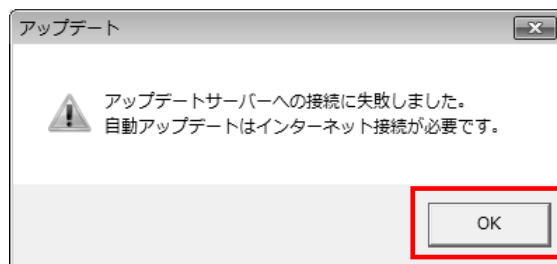 アップデート
アップデートサーバーへの接続に失敗しました。
自動アップデートはインターネット接続が必要です。
OK